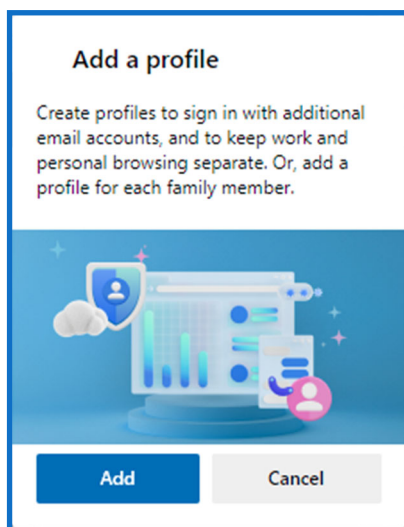 Add a profile
Create profiles to sign in with additional
email accounts, and to keep work and
personal browsing separate. Or, add a
profile for each family member.
Add
Cancel